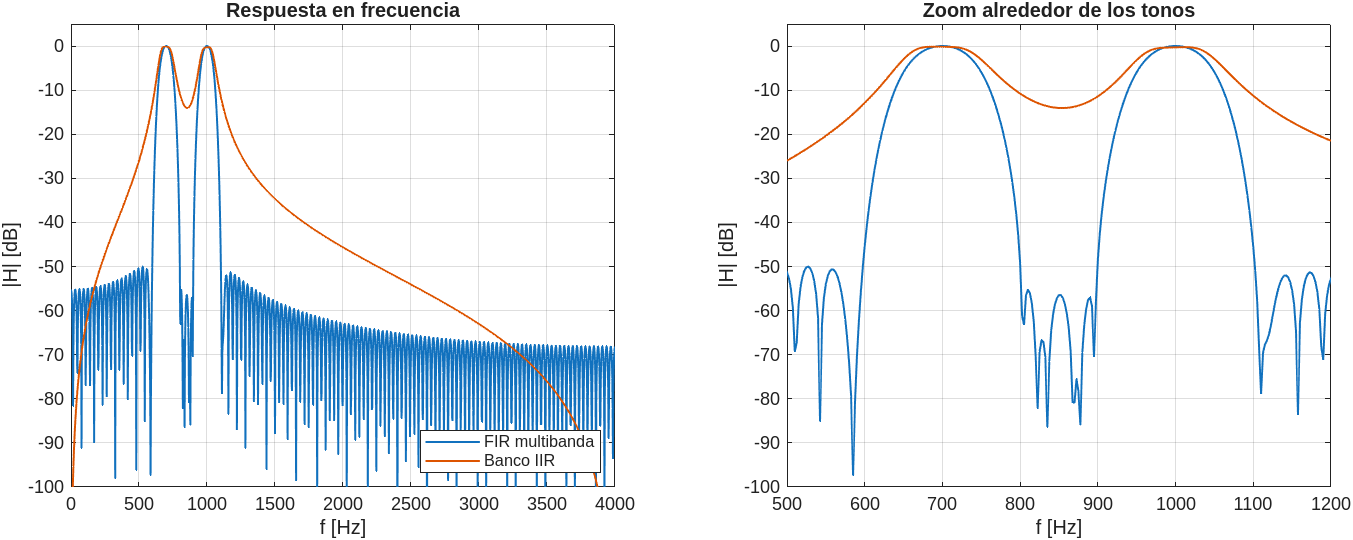 Respuesta en frecuencia
0
-10
-20
-30
-40
-50
-60
-70
-80
-90
-100
|H| [dB]
0 500 1000 1500 2000 2500 3000 3500 4000
f [Hz]
FIR multibanda
Banco IIR
Zoom alrededor de los tonos
0
-10
-20
-30
-40
-50
-60
-70
-80
-90
-100
|H| [dB]
500 600 700 800 900 1000 1100 1200
f [Hz]